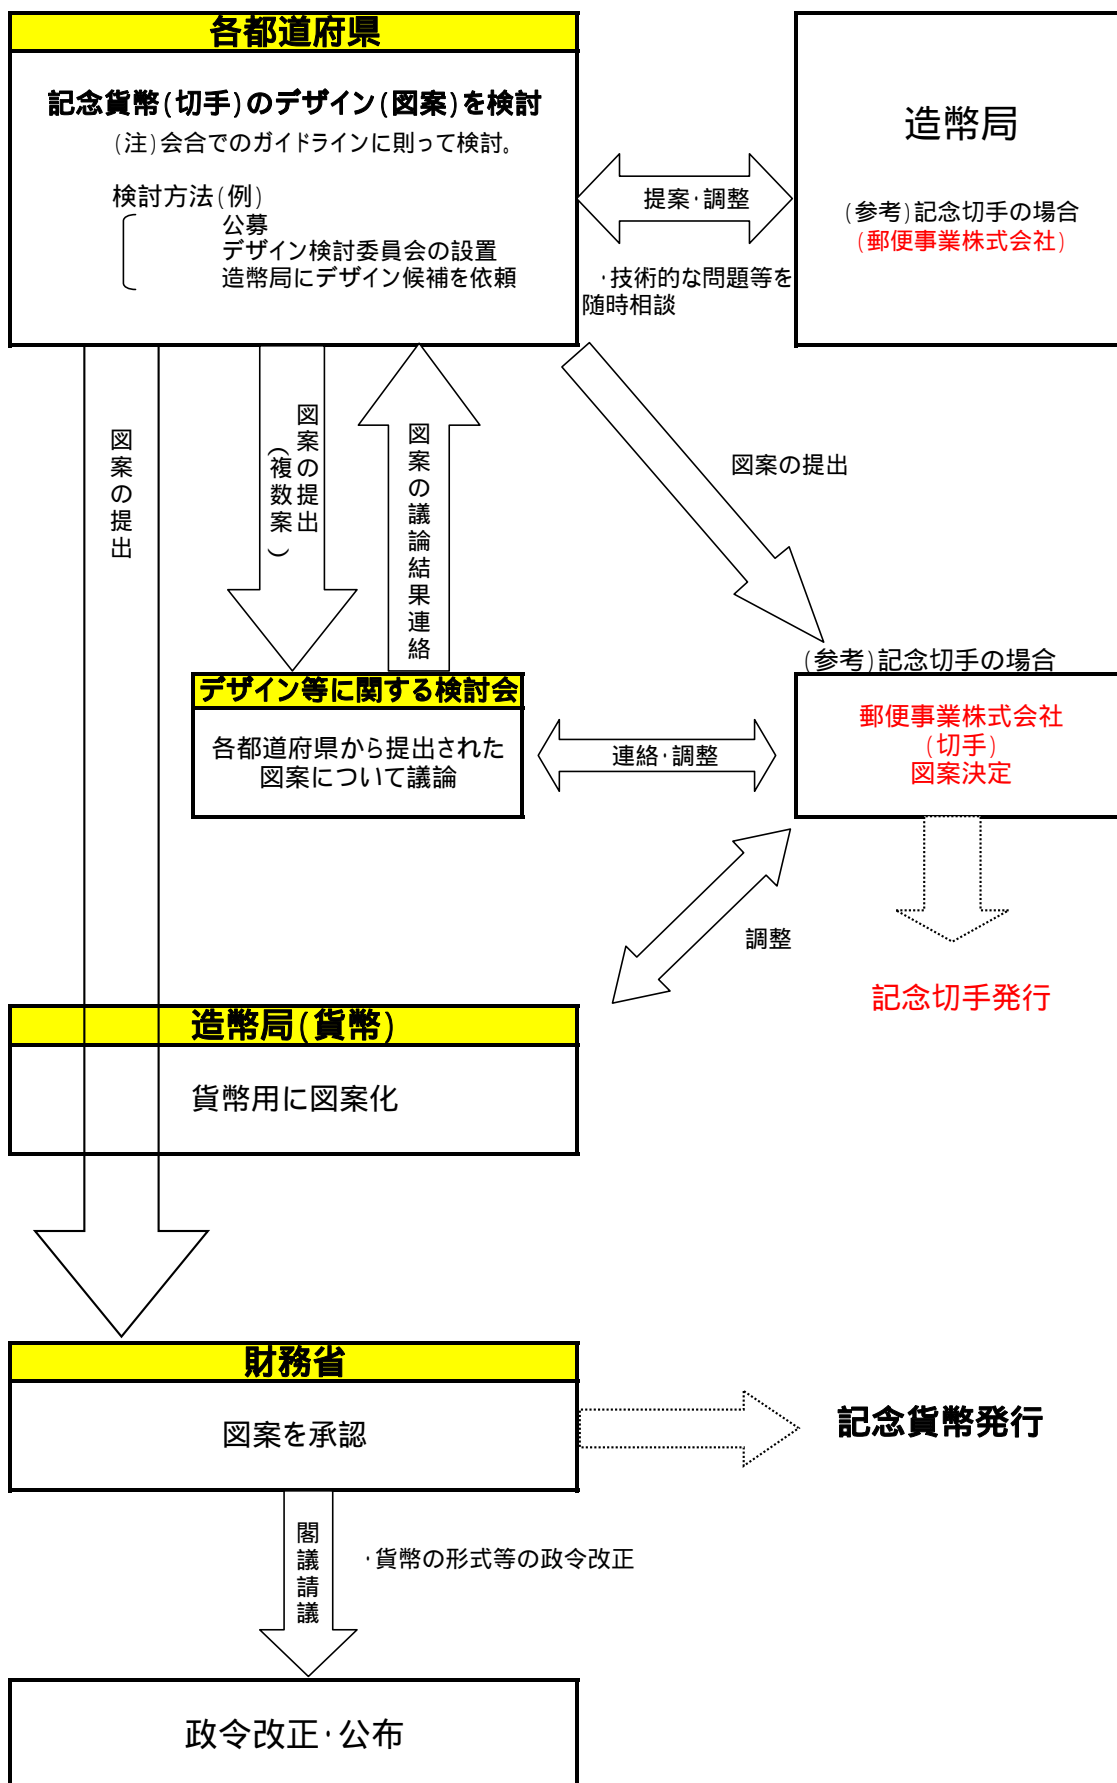 各都道府県
記念貨幣(切手)のデザイン(図案)を検討
(注)会合でのガイドラインに則って検討。
検討方法(例)
公募
デザイン検討委員会の設置
造幣局にデザイン候補を依頼
提案・調整
・技術的な問題等を
随時相談
造幣局
(参考)記念切手の場合
(郵便事業株式会社)
図案の提出
図案の提出
(複数案)
図案の議論結果連絡
図案の提出
デザイン等に関する検討会
各都道府県から提出された
図案について議論
連絡・調整
(参考)記念切手の場合
郵便事業株式会社
(切手)
図案決定
調整
記念切手発行
造幣局(貨幣)
貨幣用に図案化
財務省
図案を承認
記念貨幣発行
閣議請議
・貨幣の形式等の政令改正
政令改正・公布